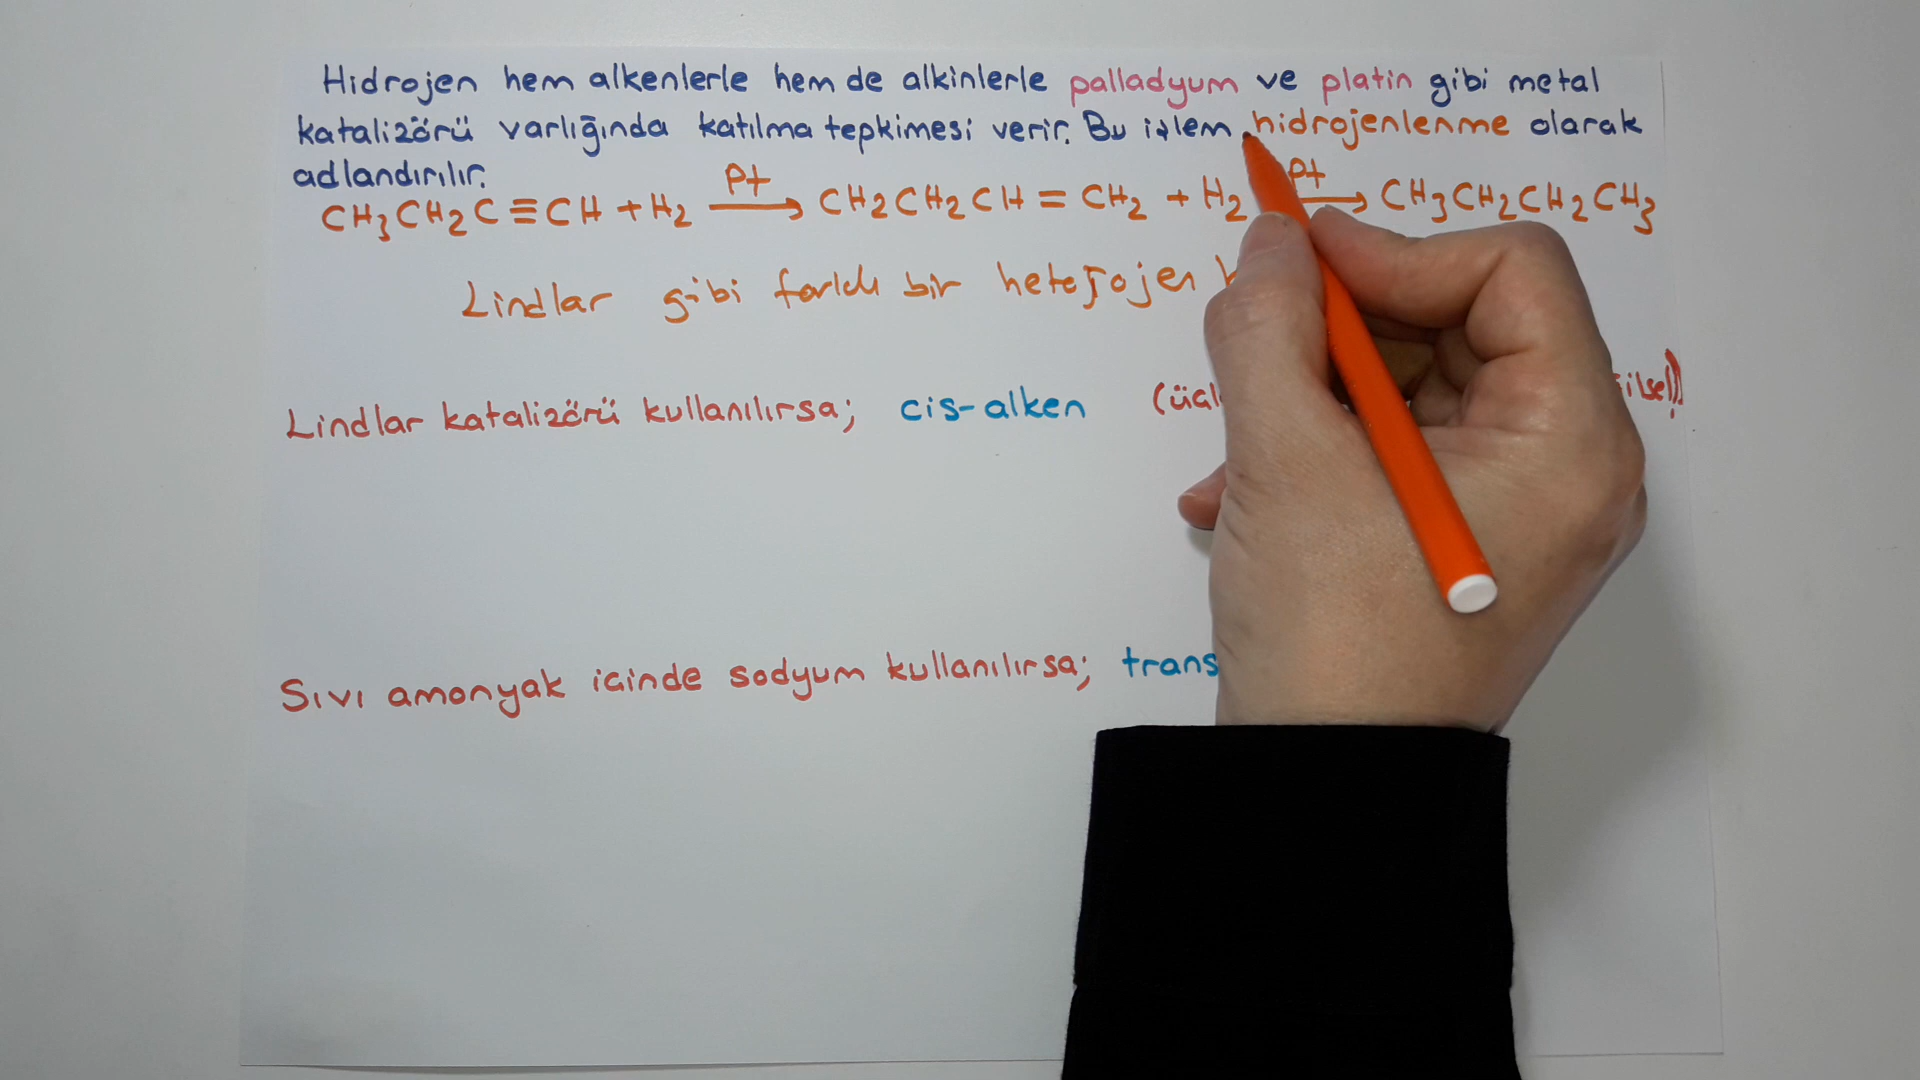 Hidrojen hem alkenlerle hem de alkinlerle palladyum ve platin gibi metal
katalizörü varlığında katılma tepkimesi verir. Bu işlem hidrojenlenme olarak
adlandırılır.
Pt Pt
CH3CH2C≡CH + H2 → CH2CH2CH=CH2 + H2 → CH3CH2CH2CH3
Lindlar gibi farklı bir heterojen
Lindlar katalizörü kullanılırsa; cis-alken
Sıvı amonyak içinde sodyum kullanılırsa; trans